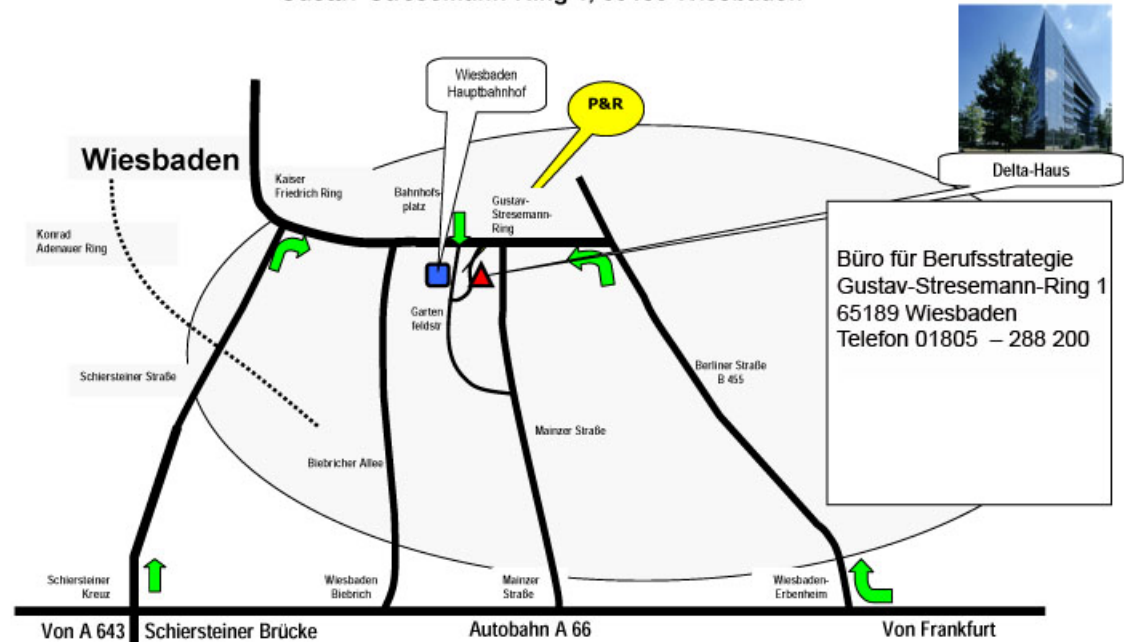 Wiesbaden
Hauptbahnhof
P&R
Delta-Haus
Wiesbaden
Kaiser
Friedrich Ring
Bahnhofs-
platz
Gustav-
Stresemann-
Ring
Konrad
Adenauer Ring
Büro für Berufsstrategie
Gustav-Stresemann-Ring 1
65189 Wiesbaden
Telefon 01805 – 288 200
Garten
feldstr
Schiersteiner Straße
Berliner Straße
B 455
Mainzer Straße
Biebricher Allee
Schiersteiner
Kreuz
Wiesbaden
Biebrich
Mainzer
Straße
Wiesbaden-
Erbenheim
Von A 643
Schiersteiner Brücke
Autobahn A 66
Von Frankfurt